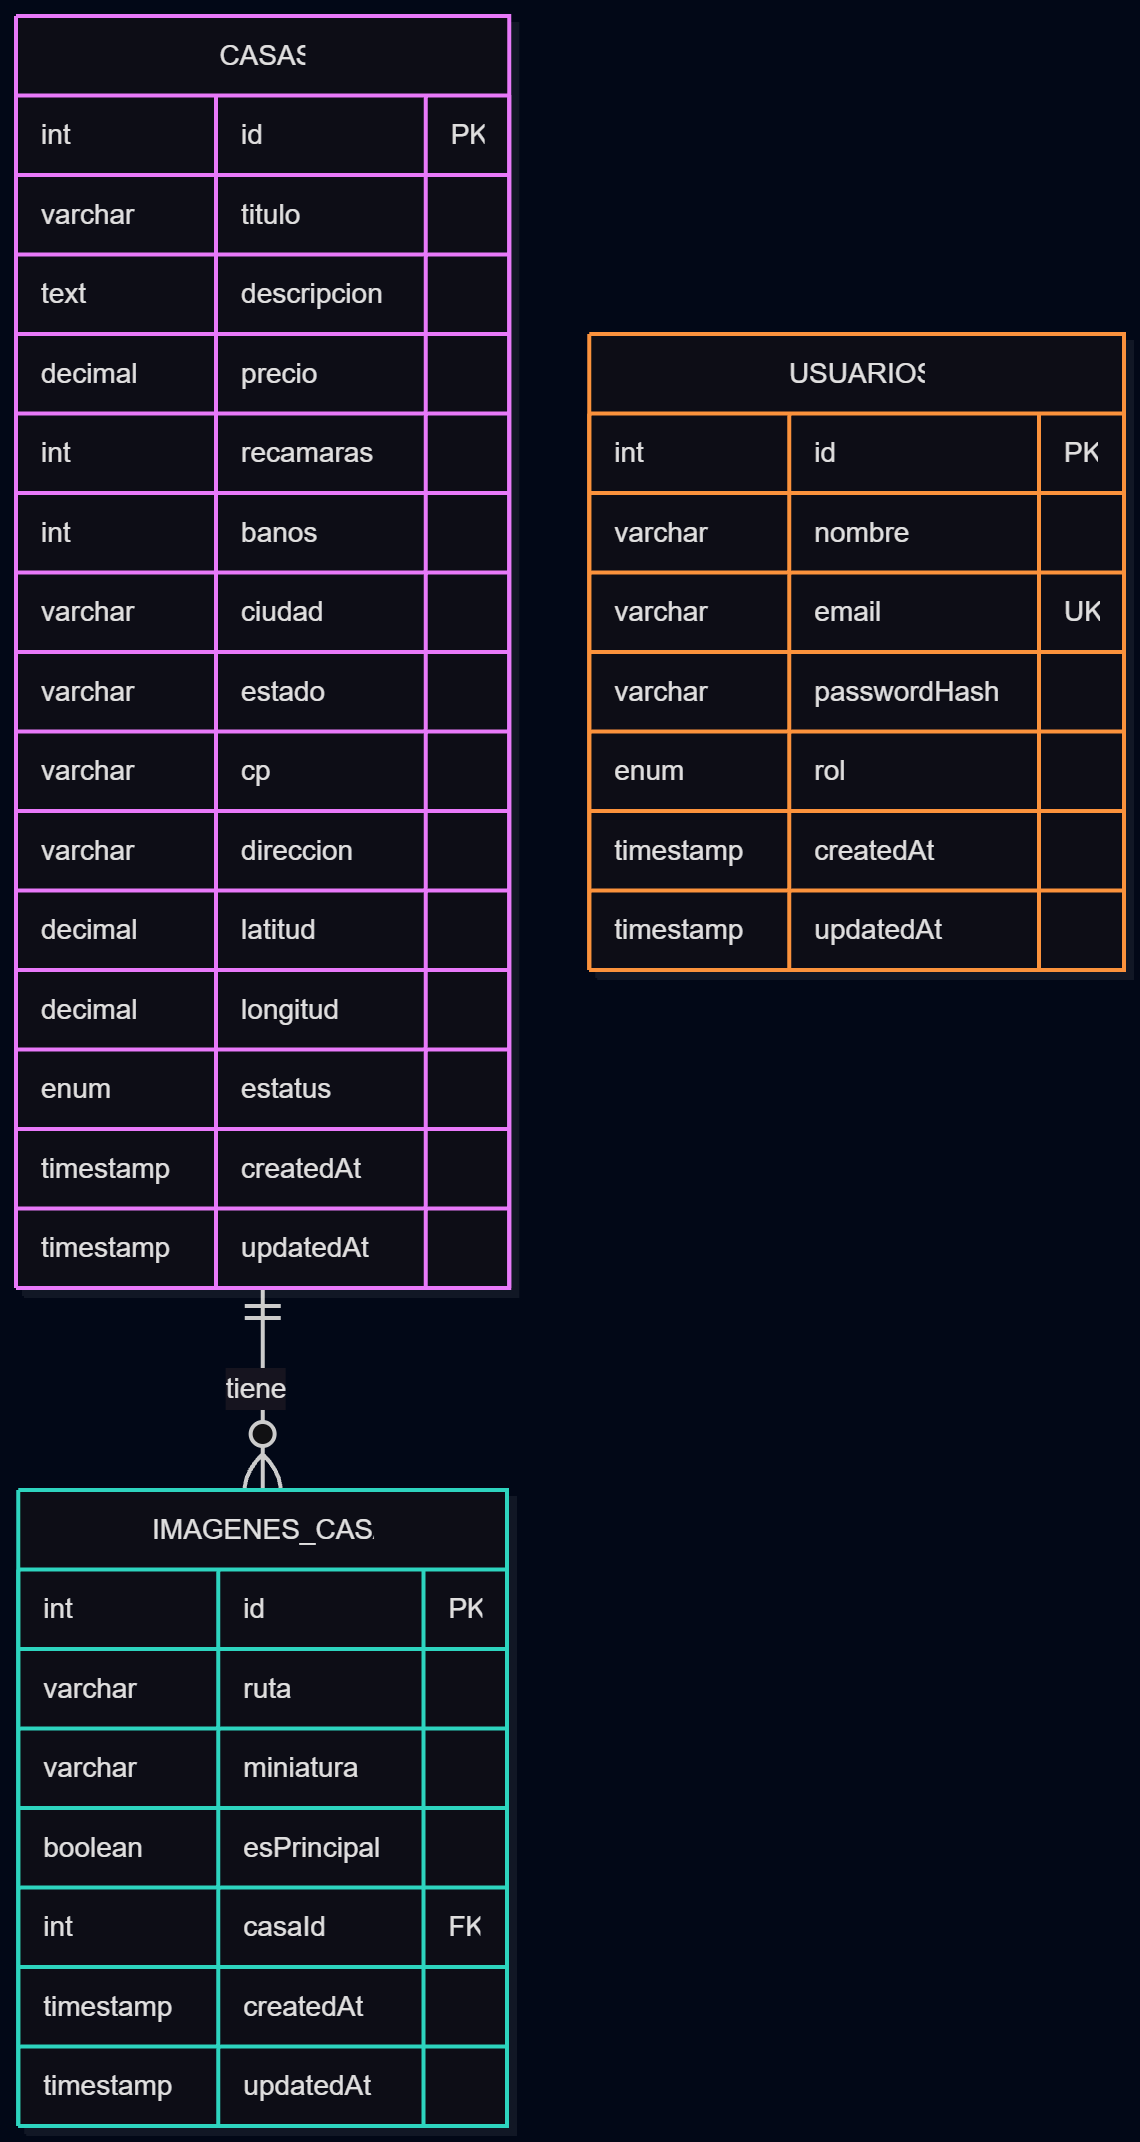 CASAS
int id PK
varchar titulo
text descripcion
decimal precio
int recamaras
int banos
varchar ciudad
varchar estado
varchar cp
varchar direccion
decimal latitud
decimal longitud
enum estatus
timestamp createdAt
timestamp updatedAt
USUARIOS
int id PK
varchar nombre
varchar email UK
varchar passwordHash
enum rol
timestamp createdAt
timestamp updatedAt
tiene
IMAGENES_CAS
int id PK
varchar ruta
varchar miniatura
boolean esPrincipal
int casaId FK
timestamp createdAt
timestamp updatedAt